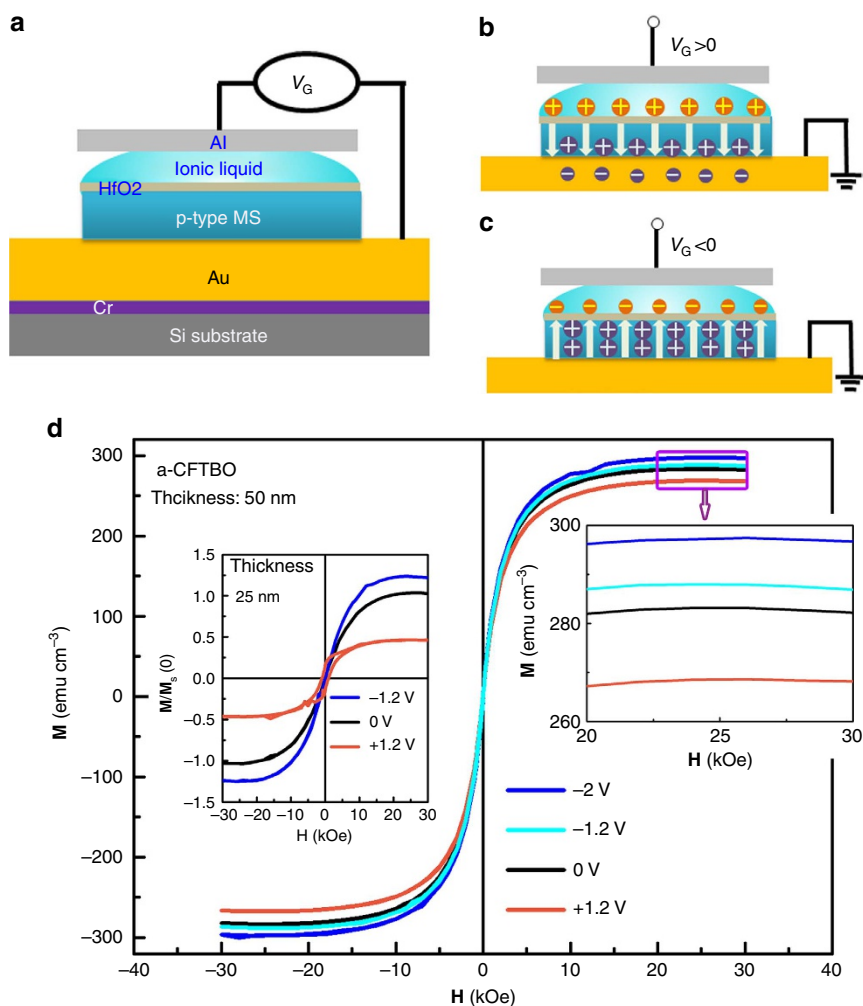 a
V_G
Al
Ionic liquid
HfO2
p-type MS
Au
Cr
Si substrate
b
V_G >0
+ + + + + + +
+ + + + + +
− − − − − −
c
V_G <0
− − − − − − −
+ + + + + +
+ + + + + +
d
a-CFTBO
Thcikness: 50 nm
M (emu cm⁻³)
300
200
100
0
−100
−200
−300
−40 −30 −20 −10 0 10 20 30 40
H (kOe)
Thickness
25 nm
M/M_s (0)
1.5
1.0
0.5
0.0
−0.5
−1.0
−1.5
−1.2 V
0 V
+1.2 V
−30 −20 −10 0 10 20 30
H (kOe)
M (emu cm⁻³)
300
280
260
20 25 30
H (kOe)
−2 V
−1.2 V
0 V
+1.2 V